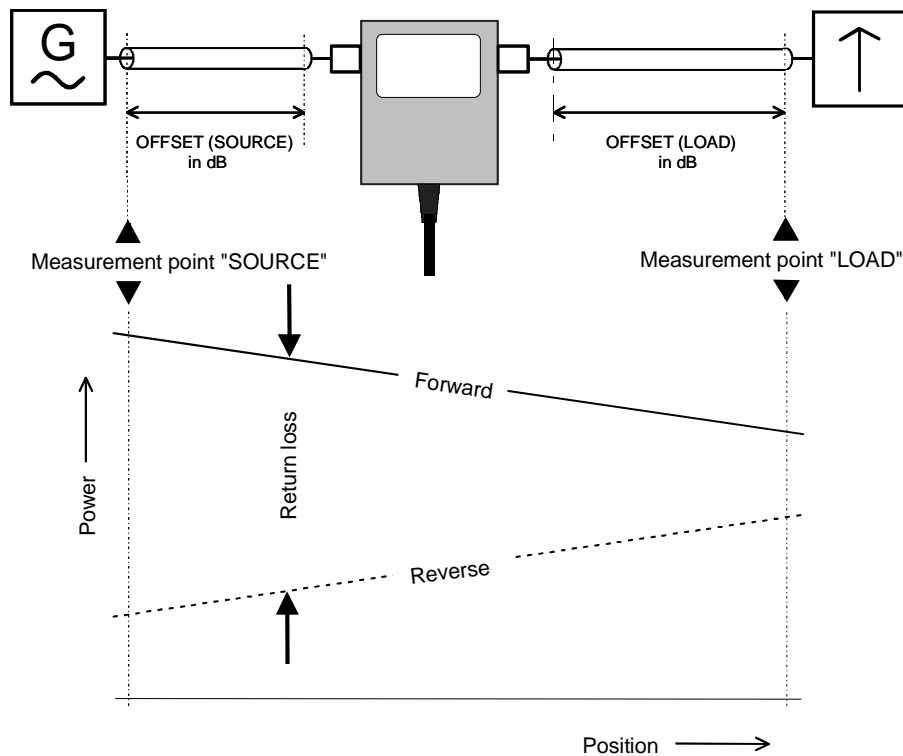 G
OFFSET (SOURCE)
in dB
OFFSET (LOAD)
in dB
Measurement point "SOURCE"
Measurement point "LOAD"
Forward
Power
Return loss
Reverse
Position